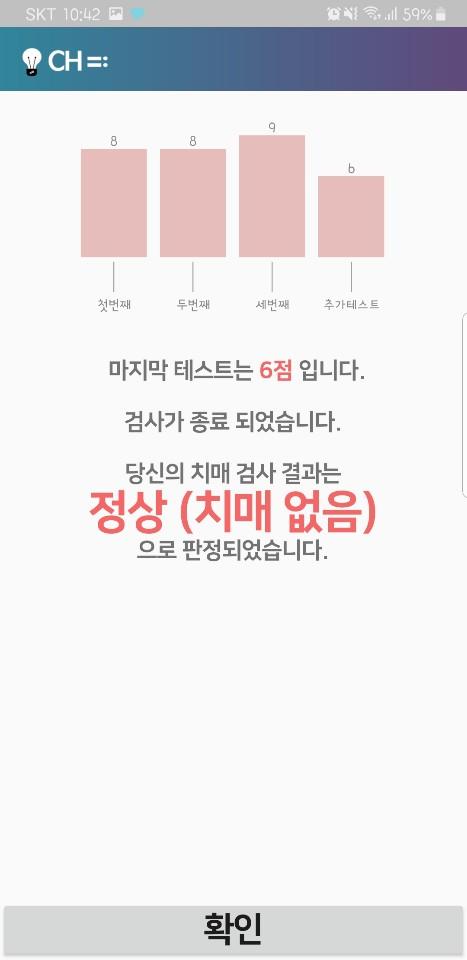 SKT 10:42 59%
CH =:
8 8 9 6
첫번째 두번째 세번째 추가테스트
마지막 테스트는 6점 입니다.
검사가 종료 되었습니다.
당신의 치매 검사 결과는
정상 (치매 없음)
으로 판정되었습니다.
확인